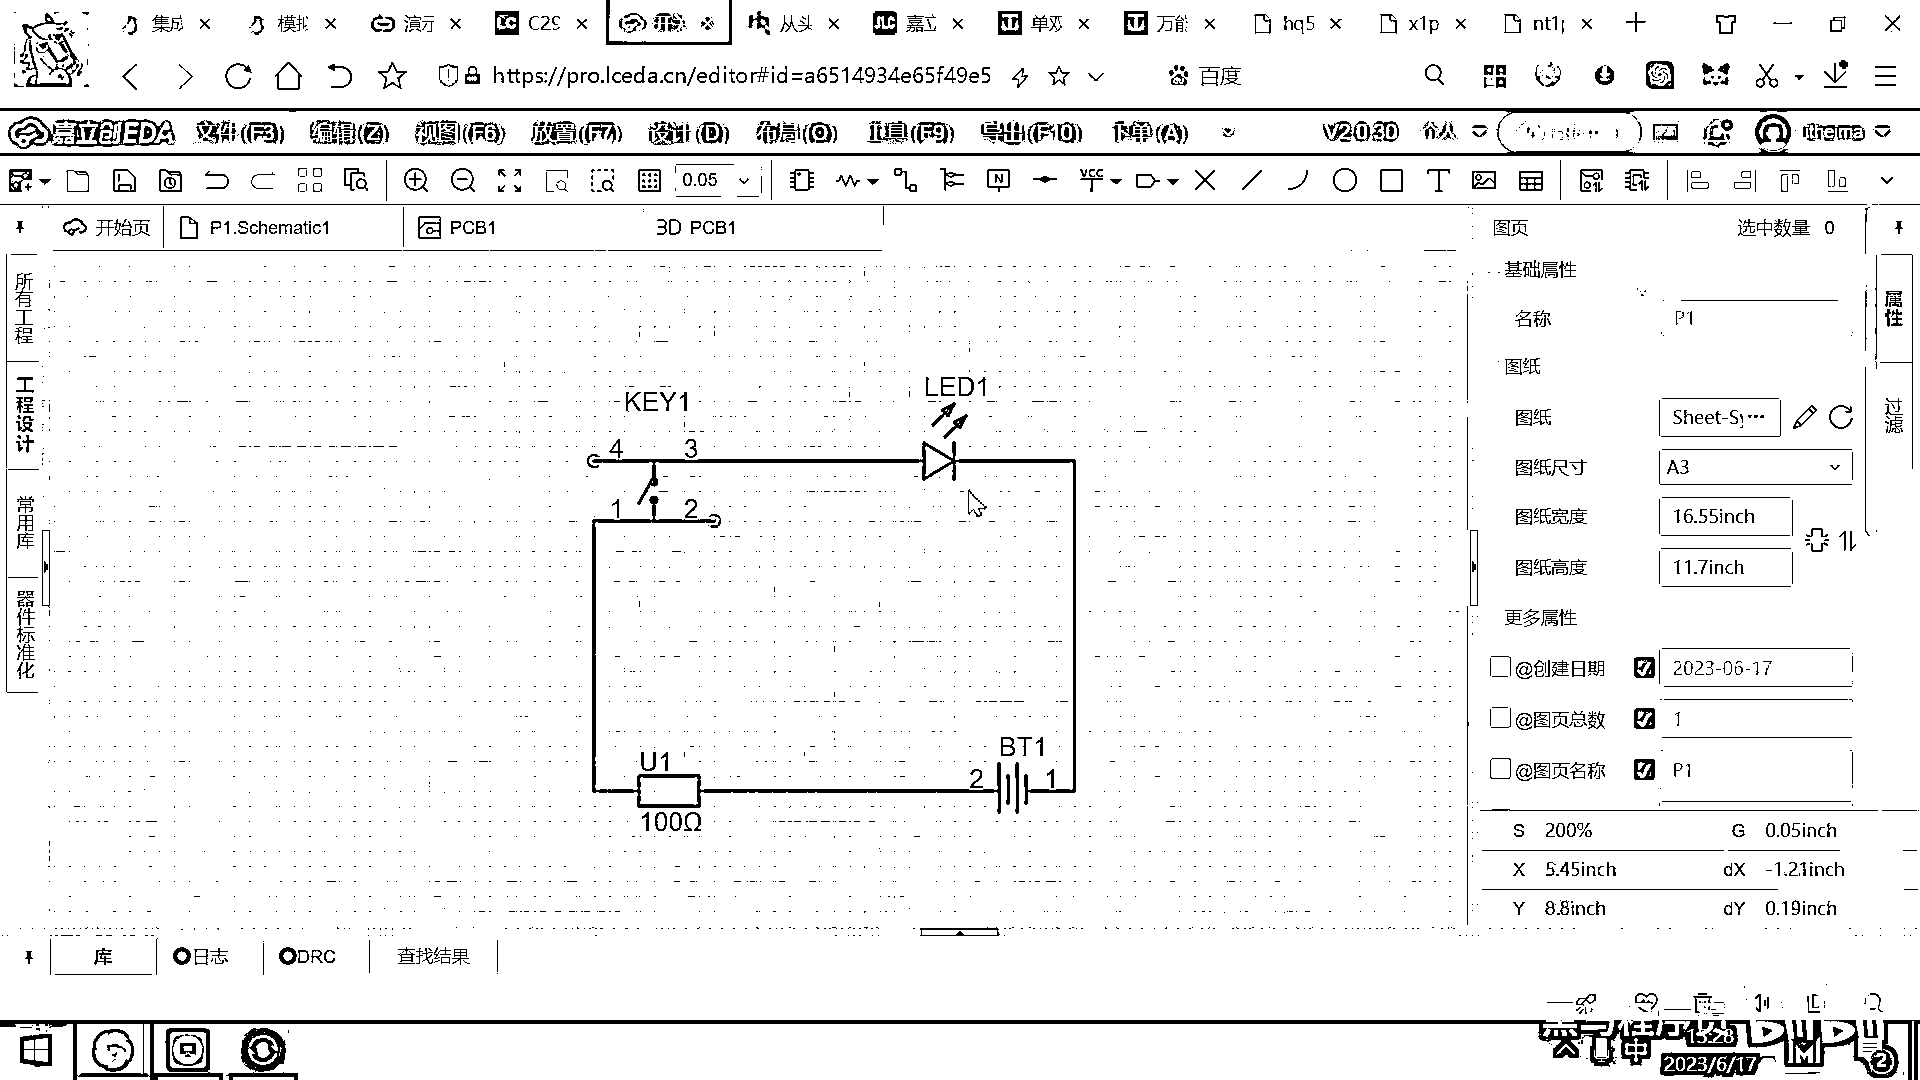 集成 模拟 演示 C29 开始 从头 嘉立 单双 万能 hq5 x1p nt1p
https://pro.lceda.cn/editor#id=a6514934e65f49e5 百度
嘉立创EDA 文件(F3) 编辑(Z) 视图(F6) 放置(F7) 设计(D) 布局(O) 工具(F9) 导出(F10) 下单(A) V2.0.30 个人 itheima
0.05 N VCC T
开始页 P1.Schematic1 PCB1 3D PCB1 图页 选中数量 0
所有工程
工程设计
常用库
器件标准化
KEY1
LED1
4 3
1 2
U1
100Ω
BT1
2 1
基础属性
名称 P1
图纸
图纸 Sheet-Sy···
图纸尺寸 A3
图纸宽度 16.55inch
图纸高度 11.7inch
更多属性
@创建日期 2023-06-17
@图页总数 1
@图页名称 P1
属性
过滤
S 200% G 0.05inch
X 5.45inch dX -1.21inch
Y 8.8inch dY 0.19inch
库 日志 DRC 查找结果
黑马程序员
中
15:28
2023/6/17
2